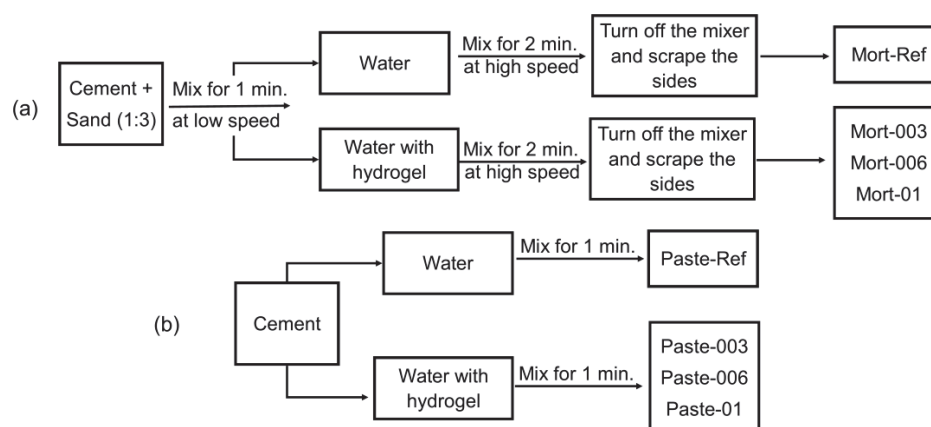 (a)
Cement +
Sand (1:3)
Mix for 1 min.
at low speed
Water
Mix for 2 min.
at high speed
Turn off the mixer
and scrape the
sides
Mort-Ref
Water with
hydrogel
Mix for 2 min.
at high speed
Turn off the mixer
and scrape the
sides
Mort-003
Mort-006
Mort-01
(b)
Cement
Water
Mix for 1 min.
Paste-Ref
Water with
hydrogel
Mix for 1 min.
Paste-003
Paste-006
Paste-01